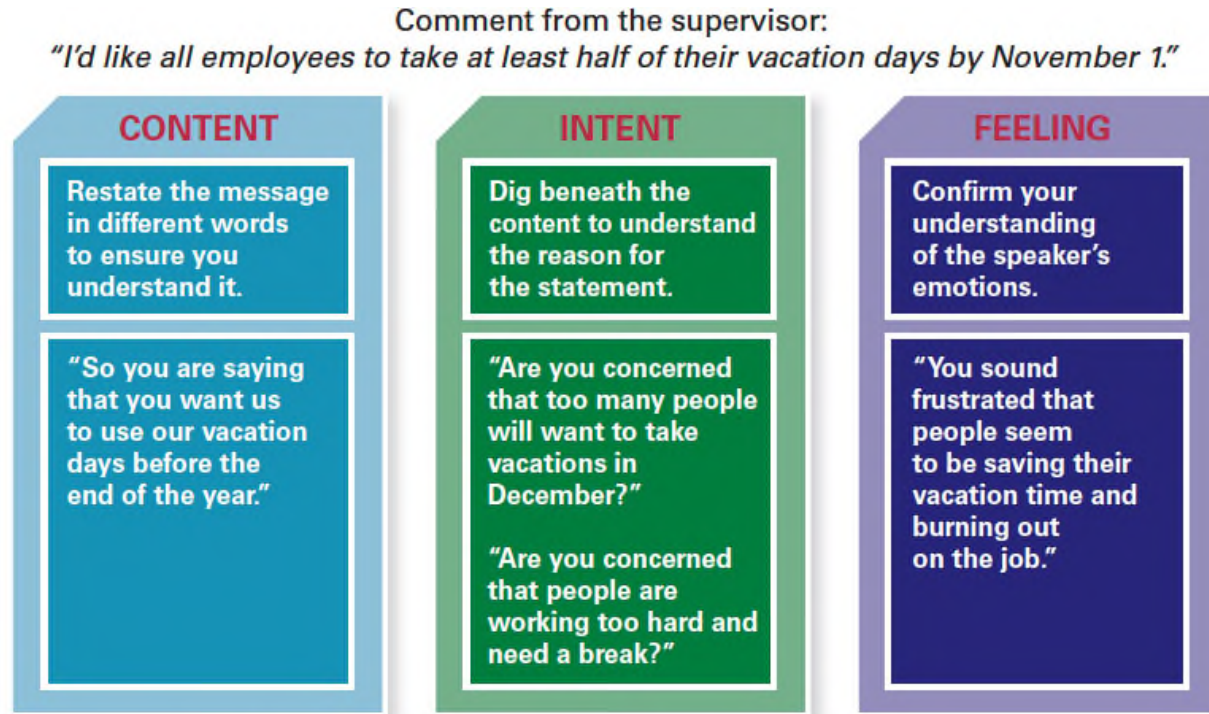 Comment from the supervisor:
“I’d like all employees to take at least half of their vacation days by November 1.”
CONTENT
Restate the message
in different words
to ensure you
understand it.
“So you are saying
that you want us
to use our vacation
days before the
end of the year.”
INTENT
Dig beneath the
content to understand
the reason for
the statement.
“Are you concerned
that too many people
will want to take
vacations in
December?”
“Are you concerned
that people are
working too hard and
need a break?”
FEELING
Confirm your
understanding
of the speaker’s
emotions.
“You sound
frustrated that
people seem
to be saving their
vacation time and
burning out
on the job.”